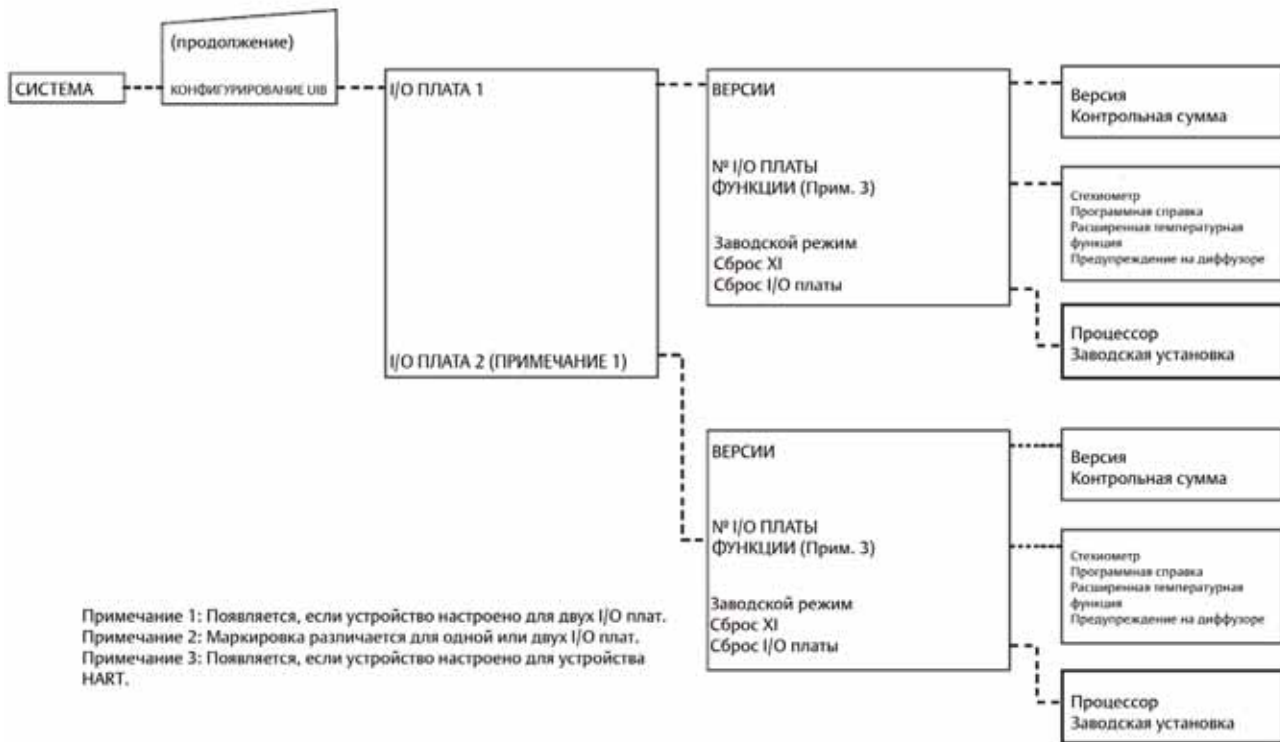 (продолжение)
СИСТЕМА
КОНФИГУРИРОВАНИЕ UIB
I/O ПЛАТА 1
I/O ПЛАТА 2 (ПРИМЕЧАНИЕ 1)
ВЕРСИИ
№ I/O ПЛАТЫ
ФУНКЦИИ (Прим. 3)
Заводской режим
Сброс XI
Сброс I/O платы
Версия
Контрольная сумма
Стехиометр
Программная справка
Расширенная температурная
функция
Предупреждение на диффузоре
Процессор
Заводская установка
ВЕРСИИ
№ I/O ПЛАТЫ
ФУНКЦИИ (Прим. 3)
Заводской режим
Сброс XI
Сброс I/O платы
Версия
Контрольная сумма
Стехиометр
Программная справка
Расширенная температурная
функция
Предупреждение на диффузоре
Процессор
Заводская установка
Примечание 1: Появляется, если устройство настроено для двух I/O плат.
Примечание 2: Маркировка различается для одной или двух I/O плат.
Примечание 3: Появляется, если устройство настроено для устройства
HART.